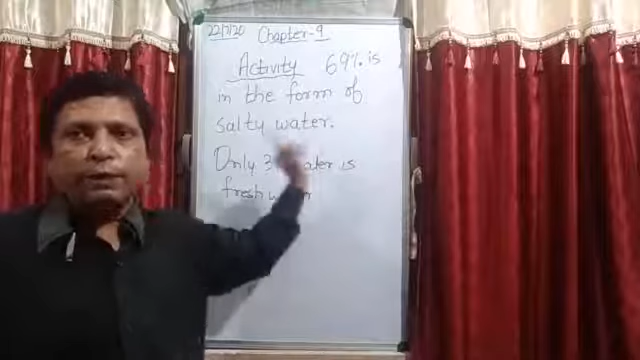 22/7/20 Chapter-9
Activity 69% is
in the form of
salty water.
Only 3 is
fresh